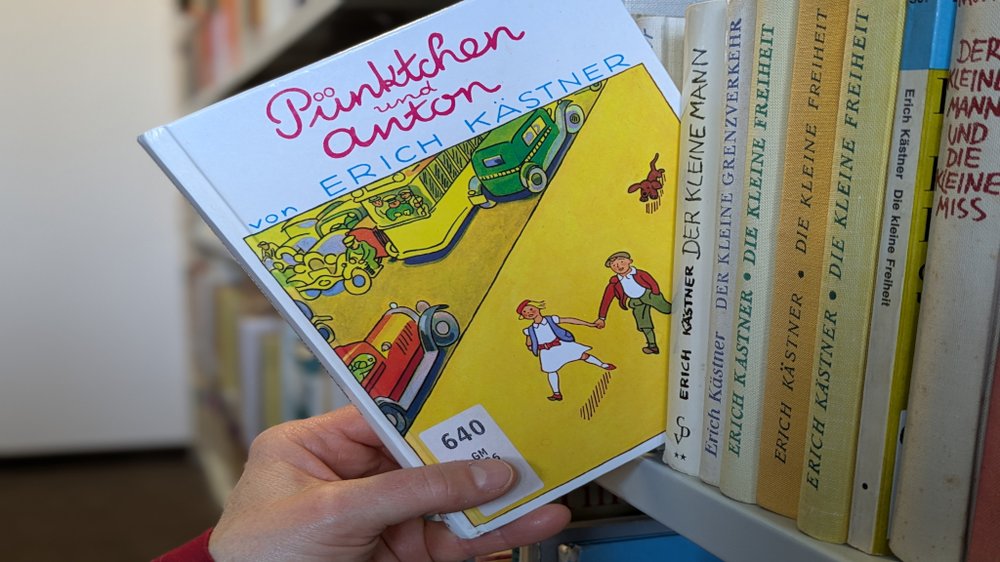 Pünktchen
und
anton
von ERICH KÄSTNER
640
GM
ERICH KÄSTNER DER KLEINE MANN
Erich Kästner DER KLEINE GRENZVERKEHR
ERICH KÄSTNER • DIE KLEINE FREIHEIT
ERICH KÄSTNER • DIE KLEINE FREIHEIT
ERICH KÄSTNER • DIE KLEINE FREIHEIT
Erich Kästner Die kleine Freiheit
DER
KLEINE
MANN
UND
DIE
KLEINE
MISS